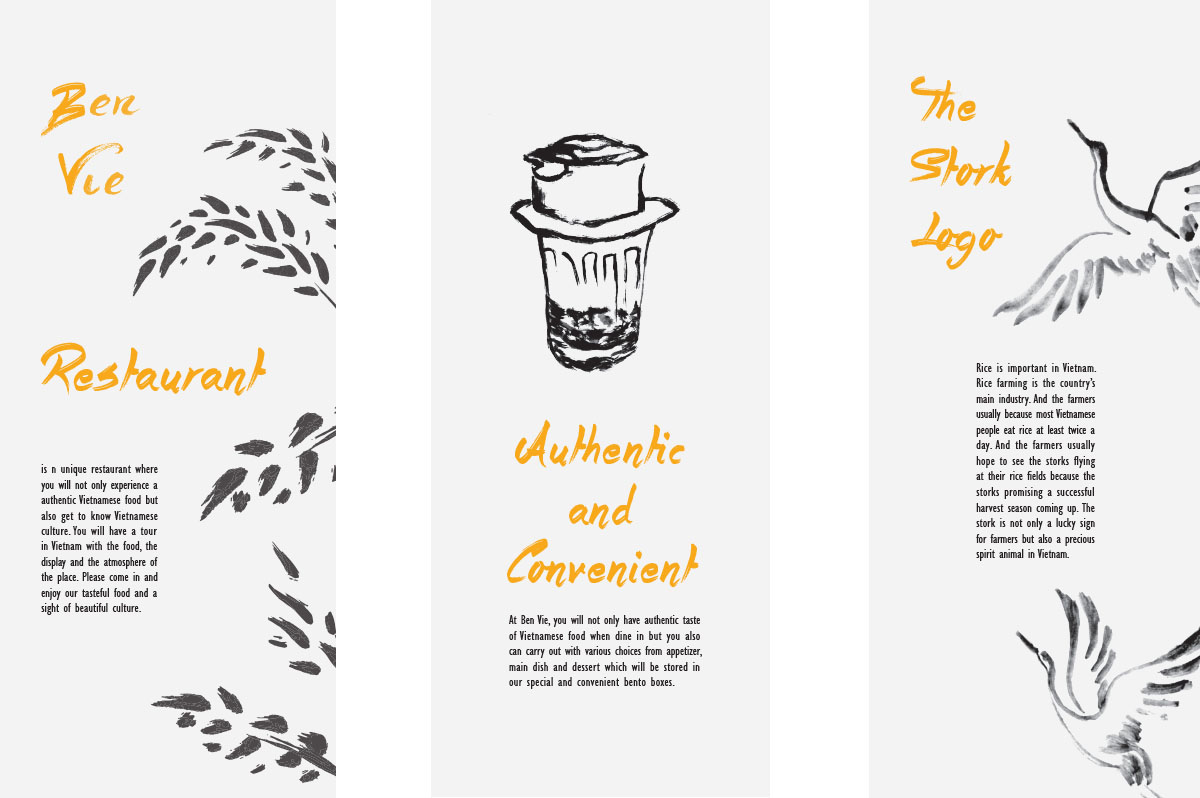 Ben
Vie
Restaurant
is n unique restaurant where
you will not only experience a
authentic Vietnamese food but
also get to know Vietnamese
culture. You will have a tour
in Vietnam with the food, the
display and the atmosphere of
the place. Please come in and
enjoy our tasteful food and a
sight of beautiful culture.
Authentic
and
Convenient
At Ben Vie, you will not only have authentic taste
of Vietnamese food when dine in but you also
can carry out with various choices from appetizer,
main dish and dessert which will be stored in
our special and convenient bento boxes.
The
Stork
Logo
Rice is important in Vietnam.
Rice farming is the country's
main industry. And the farmers
usually because most Vietnamese
people eat rice at least twice a
day. And the farmers usually
hope to see the storks flying
at their rice fields because the
storks promising a successful
harvest season coming up. The
stork is not only a lucky sign
for farmers but also a precious
spirit animal in Vietnam.